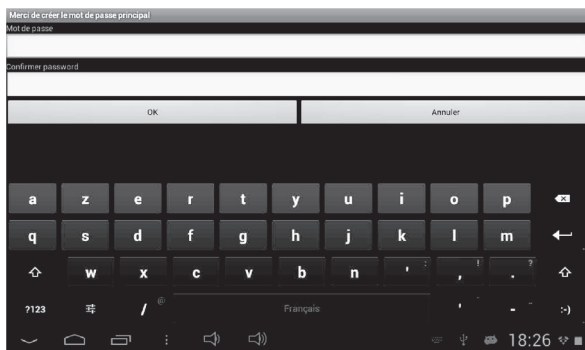 Merci de créer le mot de passe principal
Mot de passe
Confirmer password
OK Annuler
a z e r t y u i o p
q s d f g h j k l m
w x c v b n ' : , ! . ?
?123 / @ Français ' - :-)
18:26